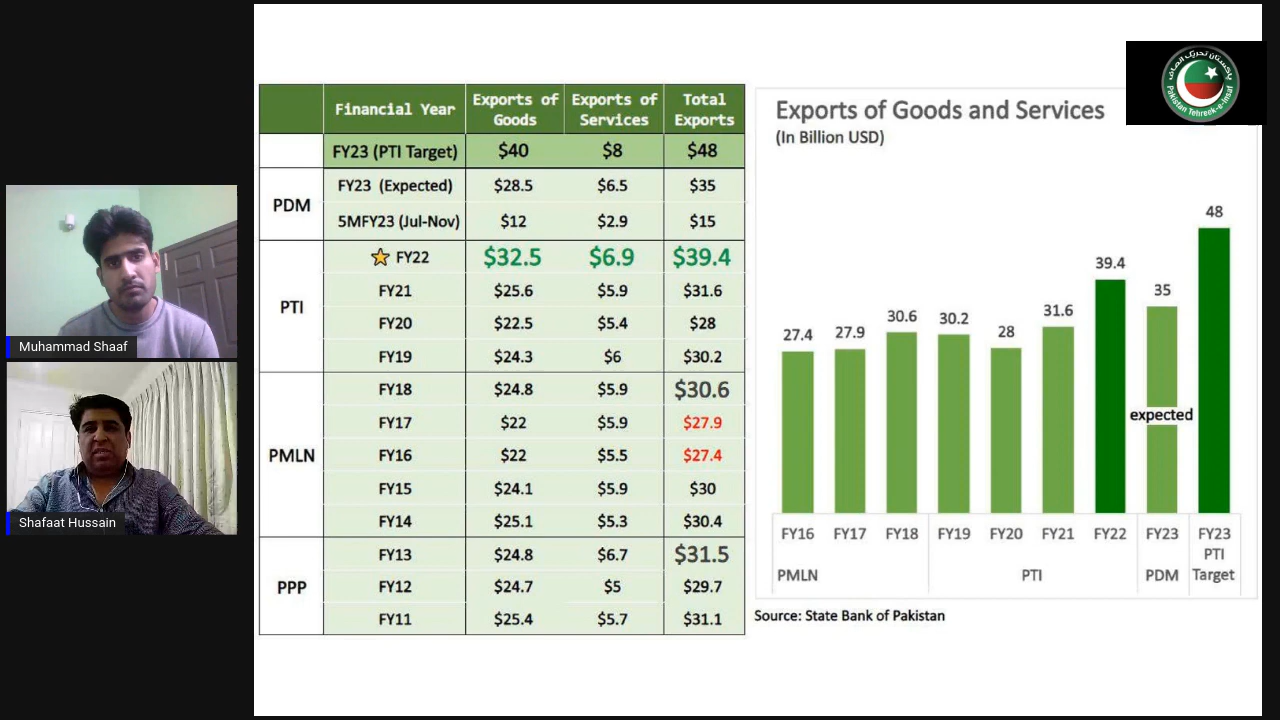 Financial Year Exports of Goods Exports of Services Total Exports
FY23 (PTI Target) $40 $8 $48
PDM
FY23 (Expected) $28.5 $6.5 $35
5MFY23 (Jul-Nov) $12 $2.9 $15
PTI
FY22 $32.5 $6.9 $39.4
FY21 $25.6 $5.9 $31.6
FY20 $22.5 $5.4 $28
FY19 $24.3 $6 $30.2
PMLN
FY18 $24.8 $5.9 $30.6
FY17 $22 $5.9 $27.9
FY16 $22 $5.5 $27.4
FY15 $24.1 $5.9 $30
FY14 $25.1 $5.3 $30.4
PPP
FY13 $24.8 $6.7 $31.5
FY12 $24.7 $5 $29.7
FY11 $25.4 $5.7 $31.1
Exports of Goods and Services
(In Billion USD)
27.4 27.9 30.6 30.2 28 31.6 39.4 35 48
expected
FY16 FY17 FY18 FY19 FY20 FY21 FY22 FY23 FY23 PTI Target
PMLN PTI PDM
Source: State Bank of Pakistan
پاکستان تحریک انصاف
Pakistan Tehreek-e-Insaf
Muhammad Shaaf
Shafaat Hussain